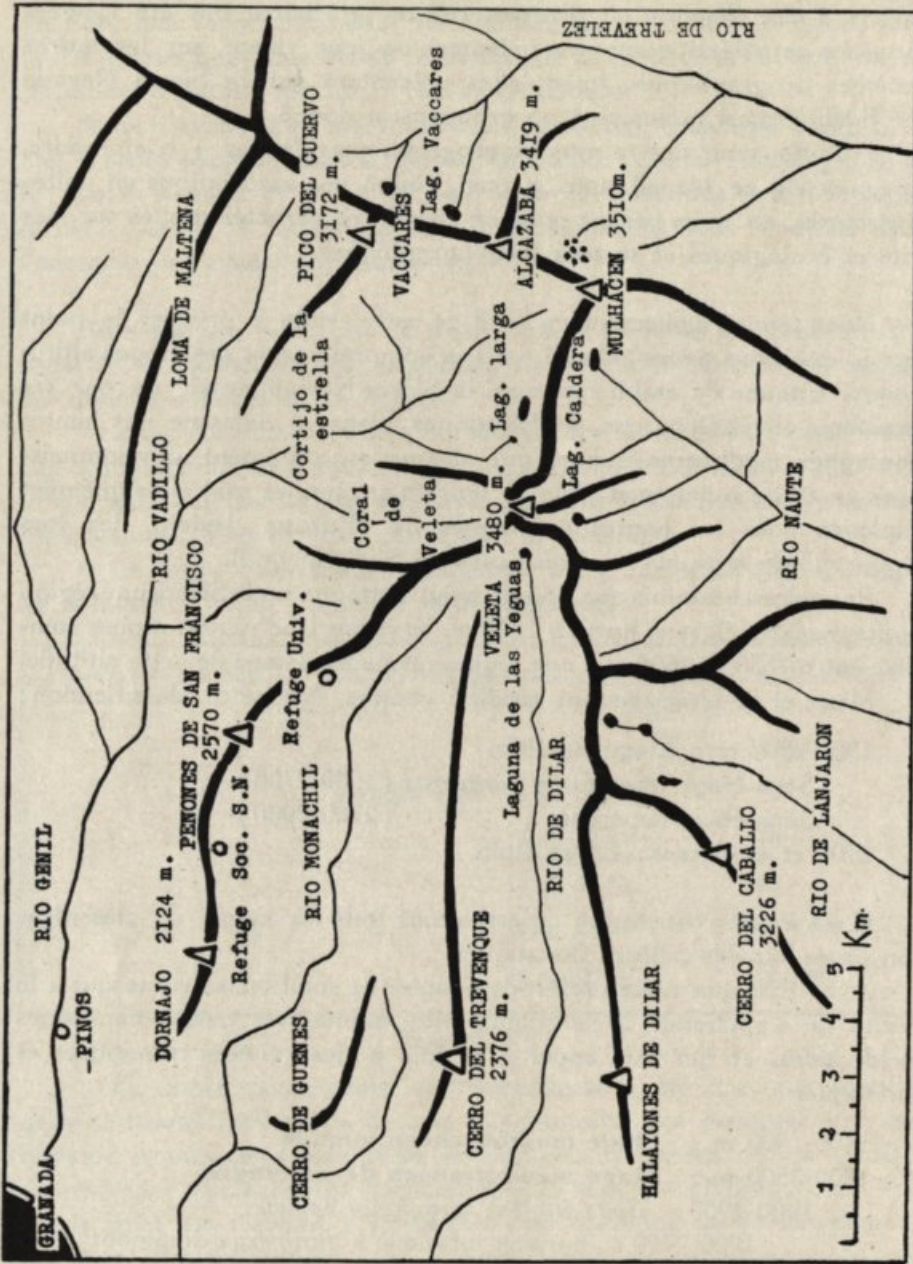 GRANADA
PINOS
RIO GENIL
RIO VADILLO
LOMA DE MALTENA
DORNAJO 2124 m.
PENONES DE SAN FRANCISCO
2570 m.
Refuge Soc. S.N.
Refuge Univ.
Cortijo de la
estrella
PICO DEL CUERVO
3172 m.
VACCARES
Lag. Vaccares
RIO DE TREVELEZ
CERRO DE GUENES
RIO MONACHIL
Coral
de
Veleta
Lag. larga
ALCAZABA 3419 m.
CERRO DEL TREVENQUE
2376 m.
VELETA
3480 m.
Laguna de las Yeguas
Lag. Caldera
MULHACEN 3510m.
RIO DE DILAR
HALAYONES DE DILAR
RIO NAUTE
CERRO DEL CABALLO
3226
m.
RIO DE LANJARON
1 2 3 4 5 Km.